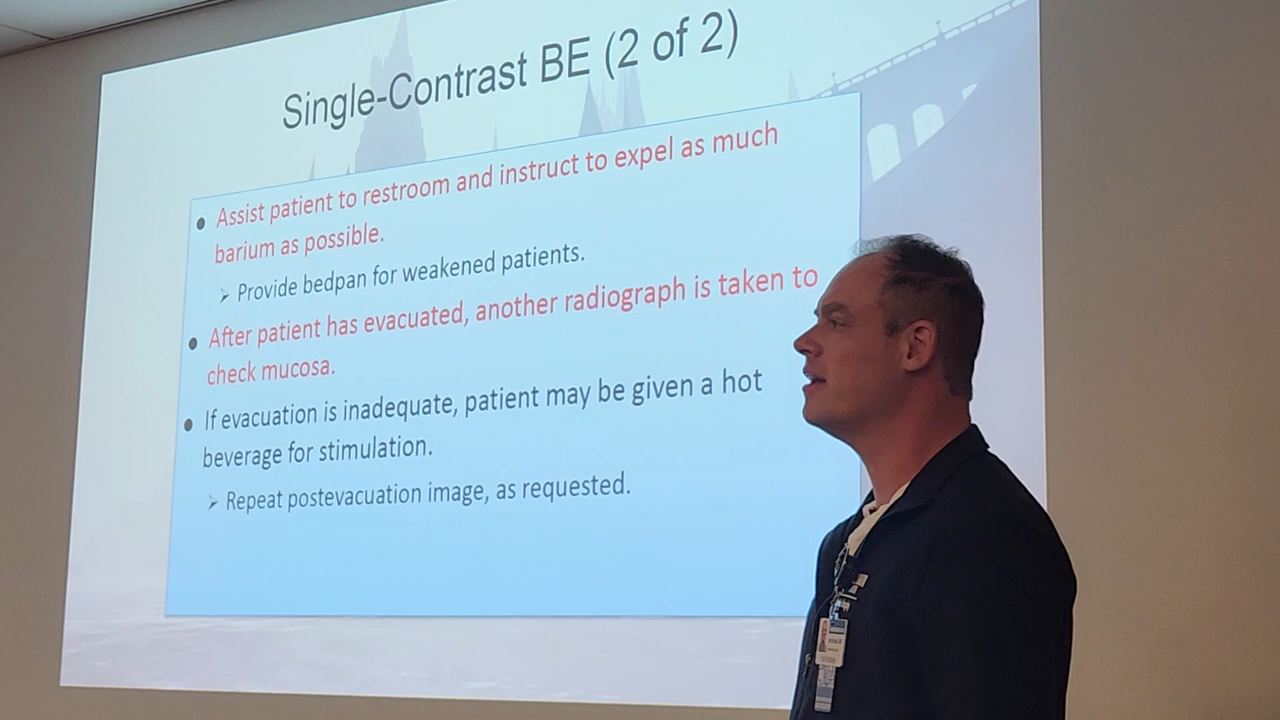 Single-Contrast BE (2 of 2)
● Assist patient to restroom and instruct to expel as much
barium as possible.
➢ Provide bedpan for weakened patients.
● After patient has evacuated, another radiograph is taken to
check mucosa.
● If evacuation is inadequate, patient may be given a hot
beverage for stimulation.
➢ Repeat postevacuation image, as requested.